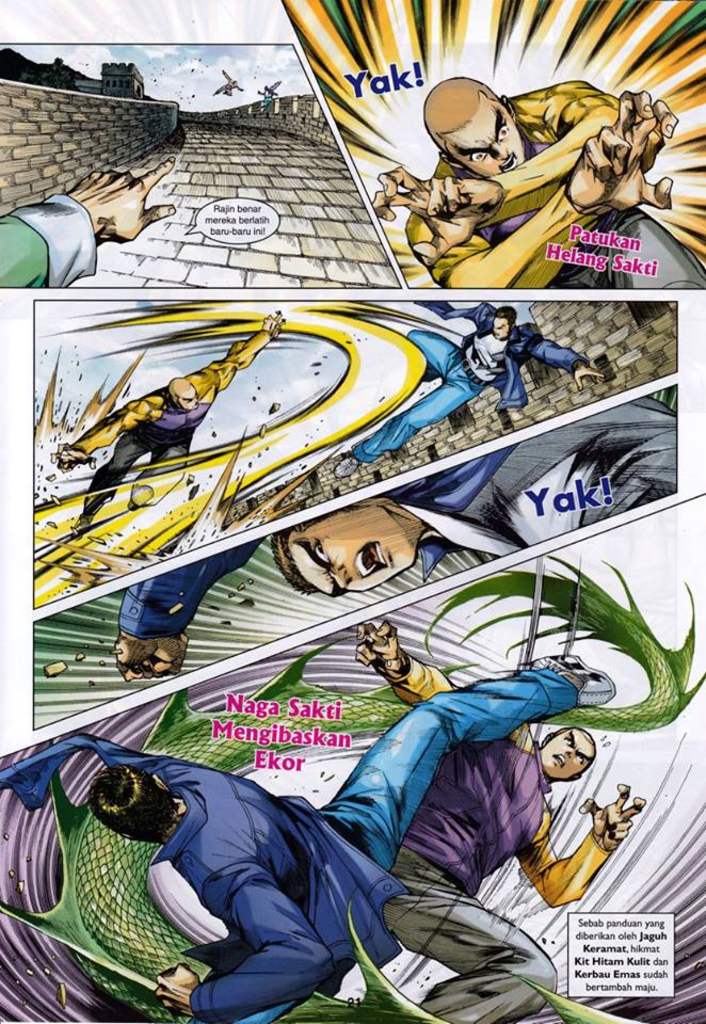 Rajin benar
mereka berlatih
baru-baru ini!
Yak!
Patukan
Helang Sakti
Yak!
Naga Sakti
Mengibaskan
Ekor
Sebab panduan yang
diberikan oleh Jaguh
Keramat, hikmat
Kit Hitam Kulit dan
Kerbau Emas sudah
bertambah maju.
91